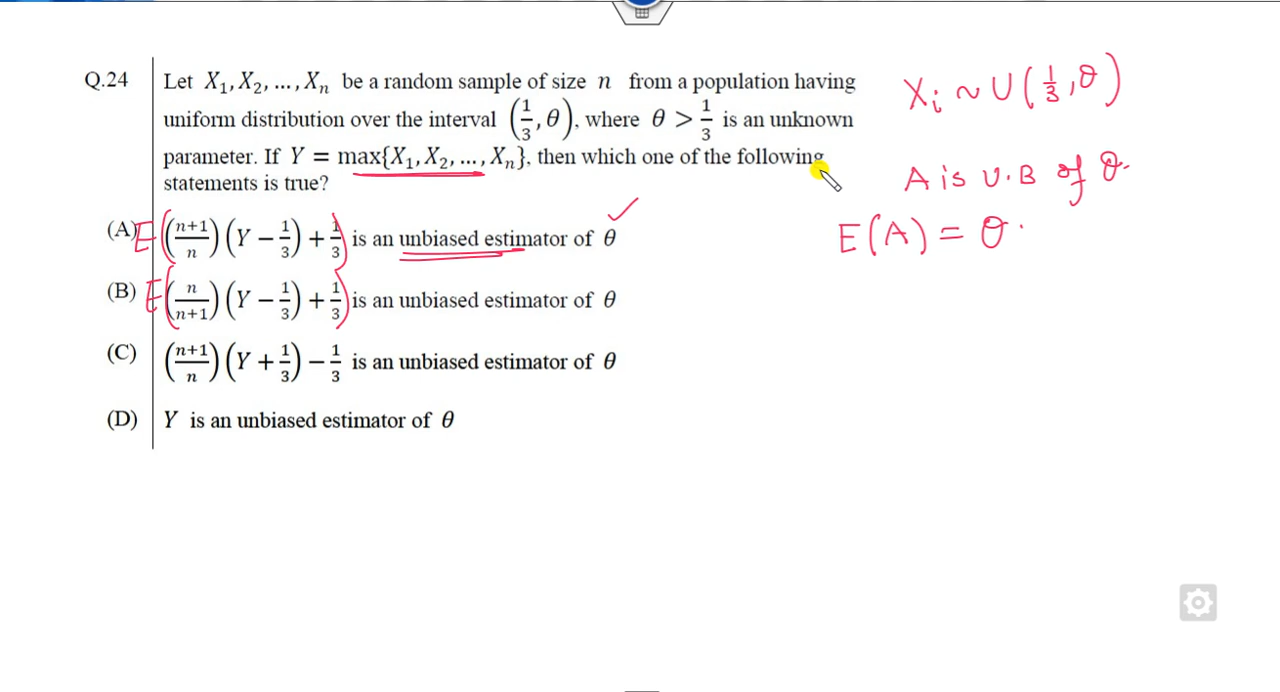 Q.24 Let X₁, X₂, ..., Xₙ be a random sample of size n from a population having
uniform distribution over the interval (1/3, θ), where θ > 1/3 is an unknown
parameter. If Y = max{X₁, X₂, ..., Xₙ}, then which one of the following
statements is true?
(A) E((n+1)/n)(Y − 1/3) + 1/3) is an unbiased estimator of θ ✓
(B) E((n/(n+1))(Y − 1/3) + 1/3) is an unbiased estimator of θ
(C) ((n+1)/n)(Y + 1/3) − 1/3 is an unbiased estimator of θ
(D) Y is an unbiased estimator of θ
Xᵢ ~ U(1/3, θ)
A is U.B of θ.
E(A) = θ.